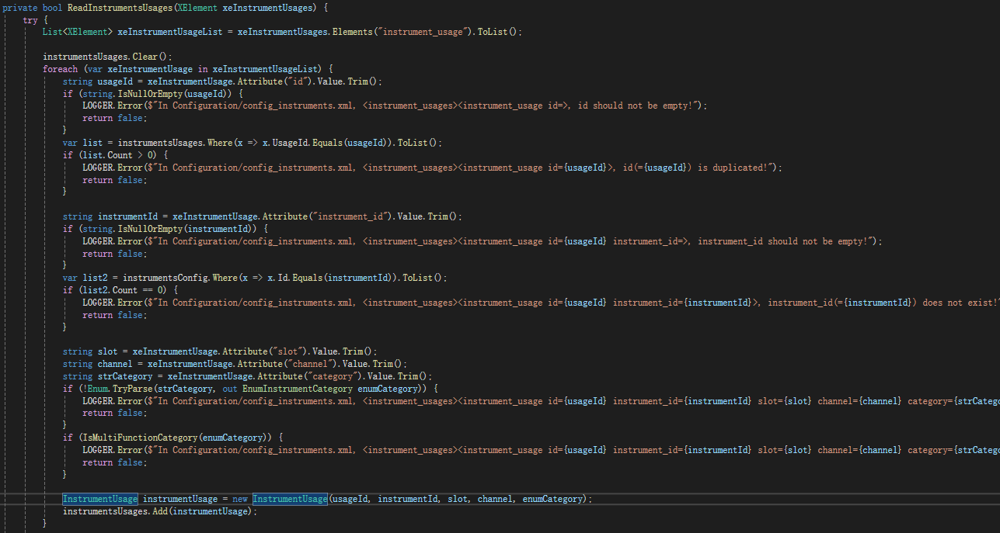 private bool ReadInstrumentsUsages(XElement xeInstrumentUsages) {
try {
List<XElement> xeInstrumentUsageList = xeInstrumentUsages.Elements("instrument_usage").ToList();
instrumentsUsages.Clear();
foreach (var xeInstrumentUsage in xeInstrumentUsageList) {
string usageId = xeInstrumentUsage.Attribute("id").Value.Trim();
if (string.IsNullOrEmpty(usageId)) {
LOGGER.Error($"In Configuration/config_instruments.xml, <instrument_usages><instrument_usage id=>, id should not be empty!");
return false;
}
var list = instrumentsUsages.Where(x => x.UsageId.Equals(usageId)).ToList();
if (list.Count > 0) {
LOGGER.Error($"In Configuration/config_instruments.xml, <instrument_usages><instrument_usage id={usageId}>, id(={usageId}) is duplicated!");
return false;
}
string instrumentId = xeInstrumentUsage.Attribute("instrument_id").Value.Trim();
if (string.IsNullOrEmpty(instrumentId)) {
LOGGER.Error($"In Configuration/config_instruments.xml, <instrument_usages><instrument_usage id={usageId} instrument_id=>, instrument_id should not be empty!");
return false;
}
var list2 = instrumentsConfig.Where(x => x.Id.Equals(instrumentId)).ToList();
if (list2.Count == 0) {
LOGGER.Error($"In Configuration/config_instruments.xml, <instrument_usages><instrument_usage id={usageId} instrument_id={instrumentId}>, instrument_id(={instrumentId}) does not exist!"
return false;
}
string slot = xeInstrumentUsage.Attribute("slot").Value.Trim();
string channel = xeInstrumentUsage.Attribute("channel").Value.Trim();
string strCategory = xeInstrumentUsage.Attribute("category").Value.Trim();
if (!Enum.TryParse(strCategory, out EnumInstrumentCategory enumCategory)) {
LOGGER.Error($"In Configuration/config_instruments.xml, <instrument_usages><instrument_usage id={usageId} instrument_id={instrumentId} slot={slot} channel={channel} category={strCatego
return false;
}
if (IsMultiFunctionCategory(enumCategory)) {
LOGGER.Error($"In Configuration/config_instruments.xml, <instrument_usages><instrument_usage id={usageId} instrument_id={instrumentId} slot={slot} channel={channel} category={strCatego
return false;
}
InstrumentUsage instrumentUsage = new InstrumentUsage(usageId, instrumentId, slot, channel, enumCategory);
instrumentsUsages.Add(instrumentUsage);
}